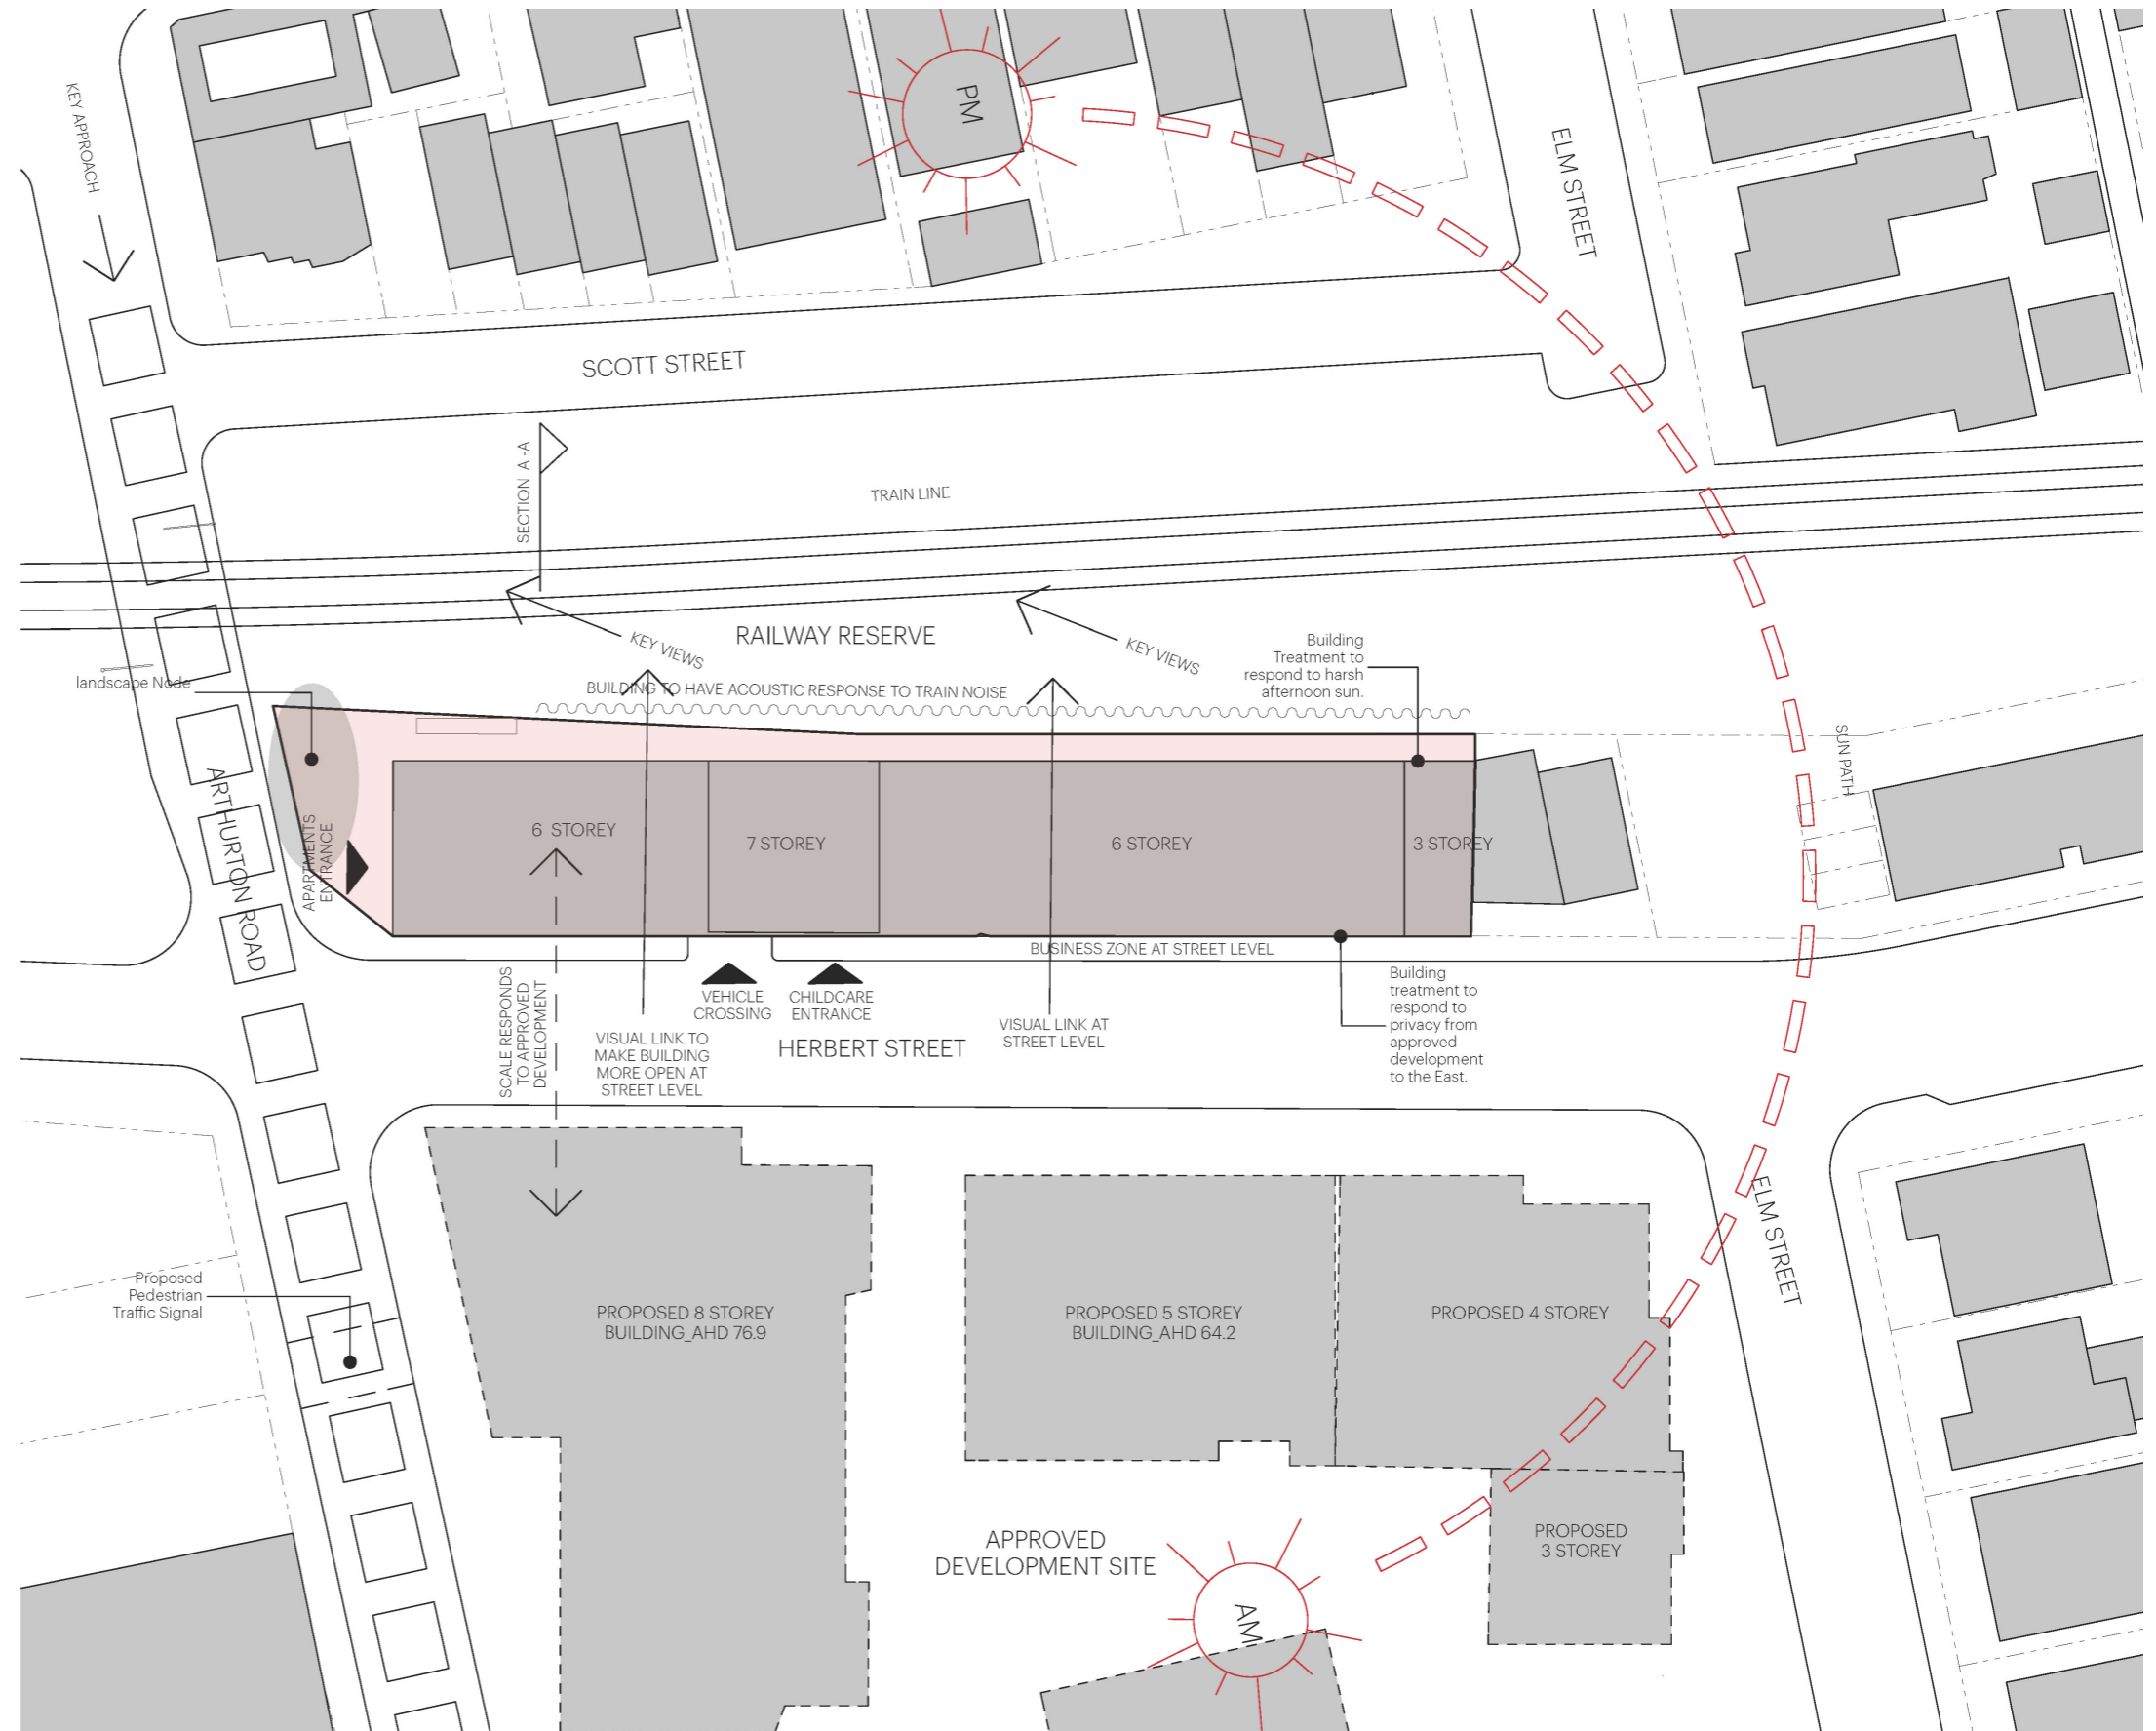 KEY APPROACH
PM
ELM STREET
SCOTT STREET
SECTION A -A
TRAIN LINE
KEY VIEWS
RAILWAY RESERVE
KEY VIEWS
Building
Treatment to
respond to harsh
afternoon sun.
landscape Node
BUILDING TO HAVE ACOUSTIC RESPONSE TO TRAIN NOISE
SUN PATH
ARTHURTON ROAD
APARTMENTS
ENTRANCE
6 STOREY
7 STOREY
6 STOREY
3 STOREY
BUSINESS ZONE AT STREET LEVEL
SCALE RESPONDS
TO APPROVED
DEVELOPMENT
VEHICLE
CROSSING
CHILDCARE
ENTRANCE
VISUAL LINK TO
MAKE BUILDING
MORE OPEN AT
STREET LEVEL
HERBERT STREET
VISUAL LINK AT
STREET LEVEL
Building
treatment to
respond to
privacy from
approved
development
to the East.
ELM STREET
Proposed
Pedestrian
Traffic Signal
PROPOSED 8 STOREY
BUILDING_AHD 76.9
PROPOSED 5 STOREY
BUILDING_AHD 64.2
PROPOSED 4 STOREY
APPROVED
DEVELOPMENT SITE
PROPOSED
3 STOREY
AM